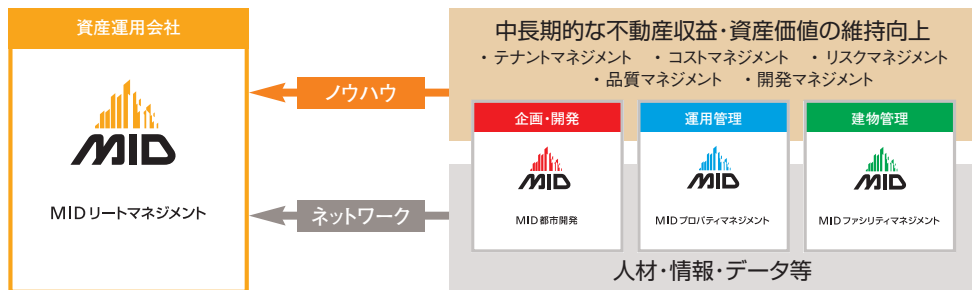 資産運用会社
MID
MIDリートマネジメント
ノウハウ
ネットワーク
中長期的な不動産収益・資産価値の維持向上
・テナントマネジメント ・コストマネジメント ・リスクマネジメント
・品質マネジメント ・開発マネジメント
企画・開発
MID
MID都市開発
運用管理
MID
MIDプロパティマネジメント
建物管理
MID
MIDファシリティマネジメント
人材・情報・データ等